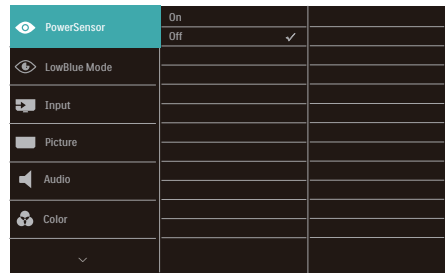 PowerSensor
On
Off
LowBlue Mode
Input
Picture
Audio
Color